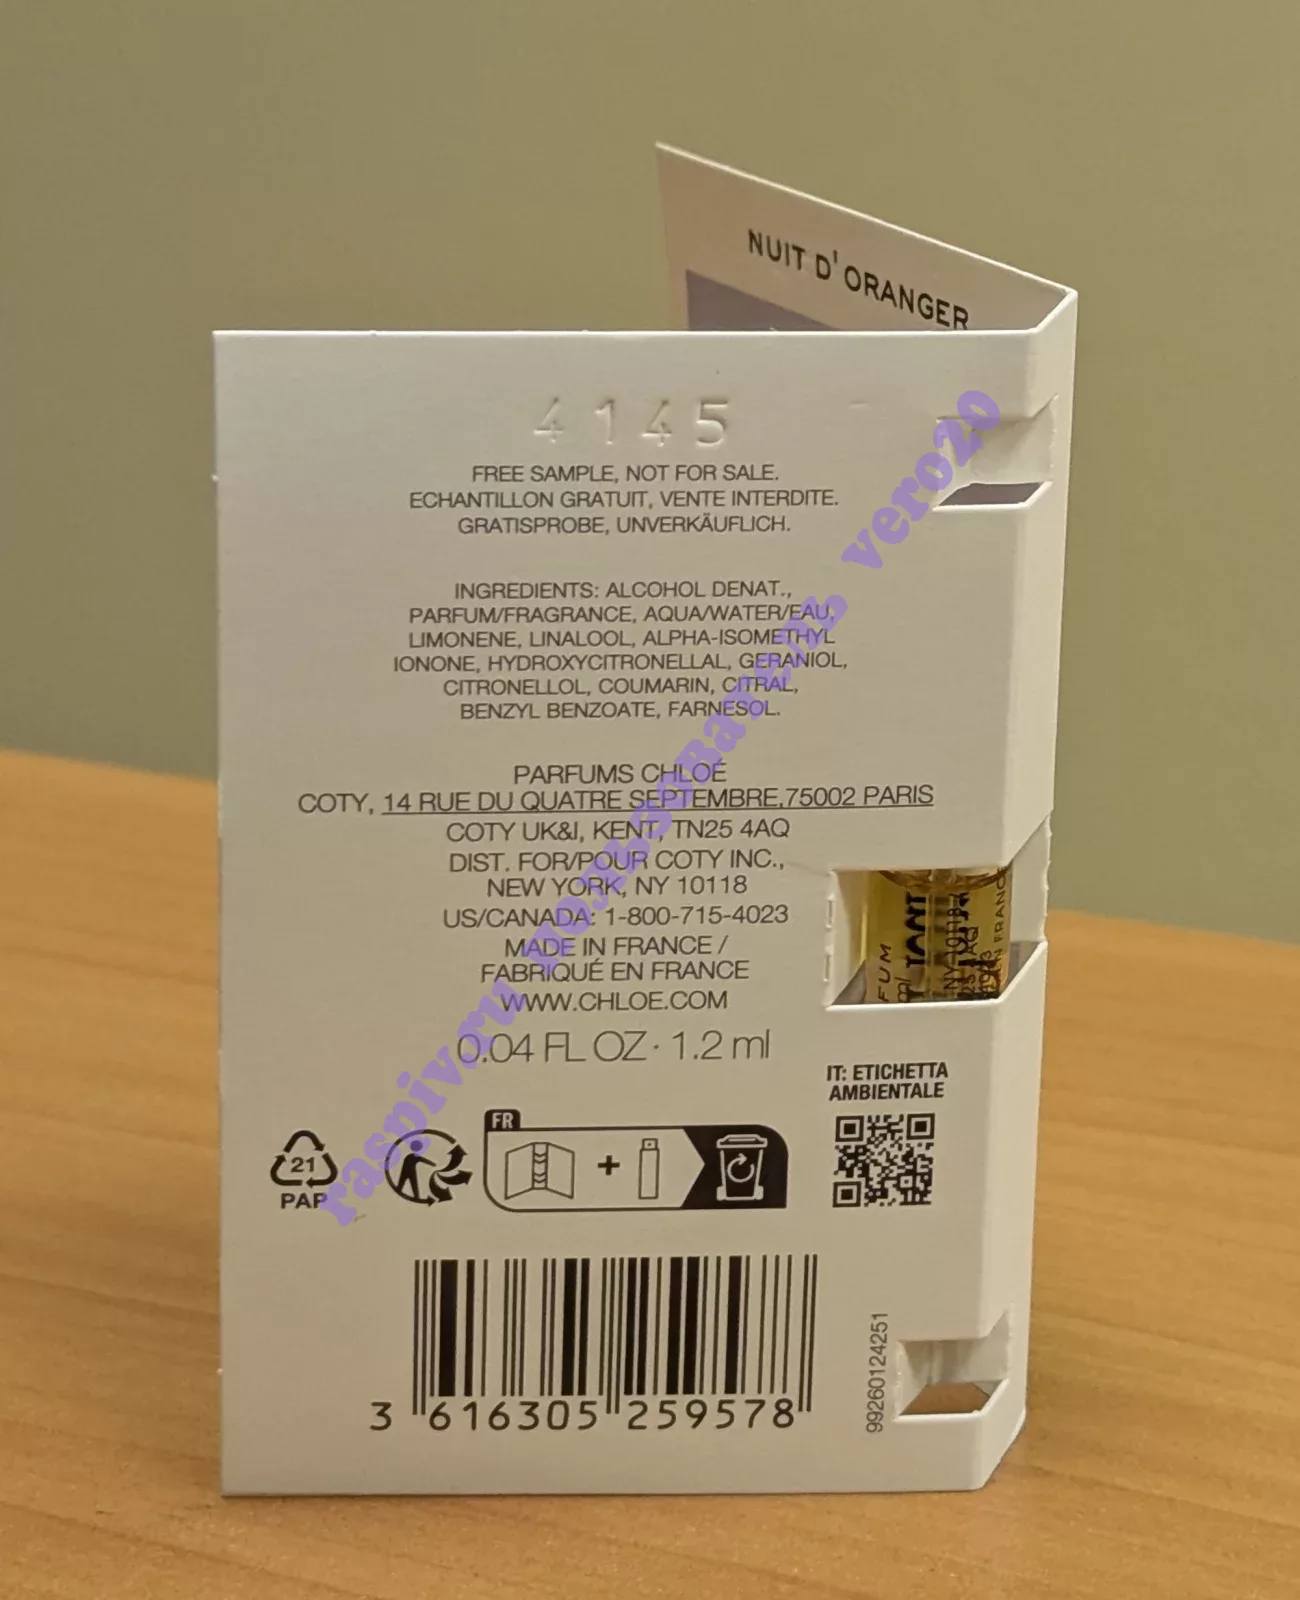 NUIT D'ORANGER
4145
FREE SAMPLE, NOT FOR SALE.
ECHANTILLON GRATUIT, VENTE INTERDITE.
GRATISPROBE, UNVERKÄUFLICH.
INGREDIENTS: ALCOHOL DENAT.,
PARFUM/FRAGRANCE, AQUA/WATER/EAU,
LIMONENE, LINALOOL, ALPHA-ISOMETHYL
IONONE, HYDROXYCITRONELLAL, GERANIOL,
CITRONELLOL, COUMARIN, CITRAL,
BENZYL BENZOATE, FARNESOL.
PARFUMS CHLOÉ
COTY, 14 RUE DU QUATRE SEPTEMBRE,75002 PARIS
COTY UK&I, KENT, TN25 4AQ
DIST. FOR/POUR COTY INC.,
NEW YORK, NY 10118
US/CANADA: 1-800-715-4023
MADE IN FRANCE /
FABRIQUÉ EN FRANCE
WWW.CHLOE.COM
0.04 FL OZ · 1.2 ml
IT: ETICHETTA
AMBIENTALE
21
PAP
FR
+
3 616305 259578
99260124251
raspiv.ru пользователь vero20